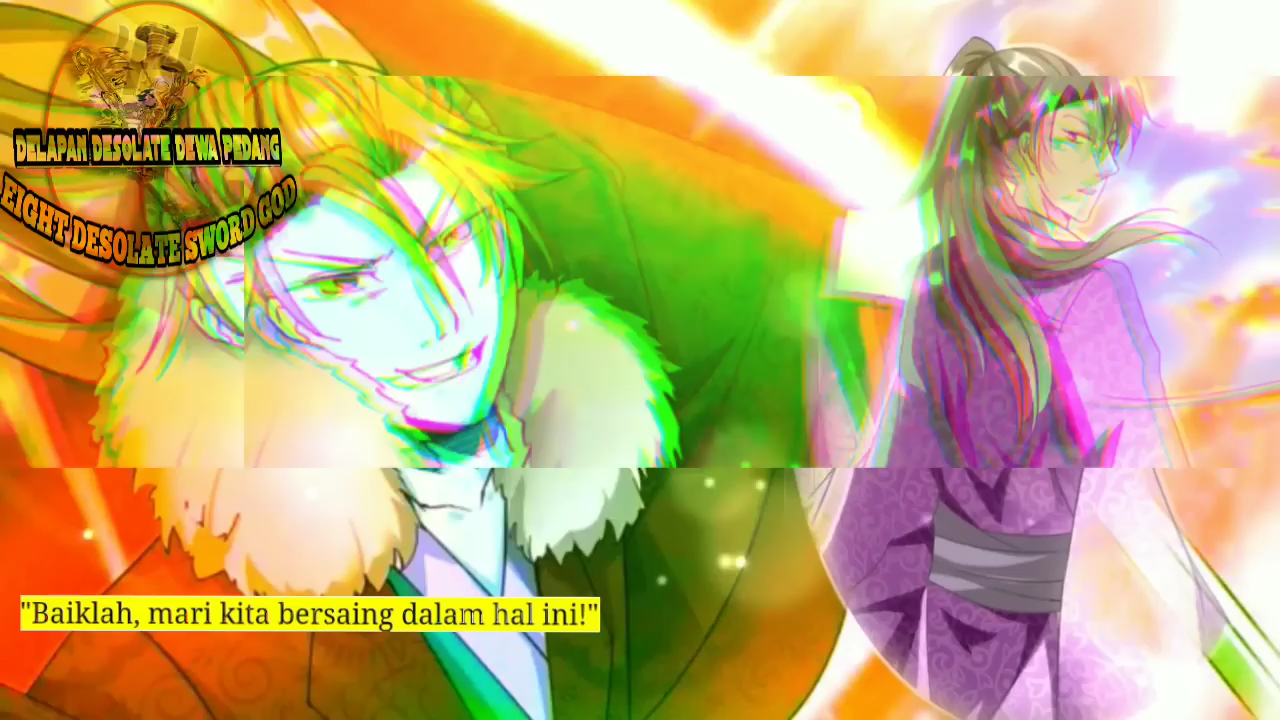 DELAPAN DESOLATE DEWA PEDANG
EIGHT DESOLATE SWORD GOD
"Baiklah, mari kita bersaing dalam hal ini!"